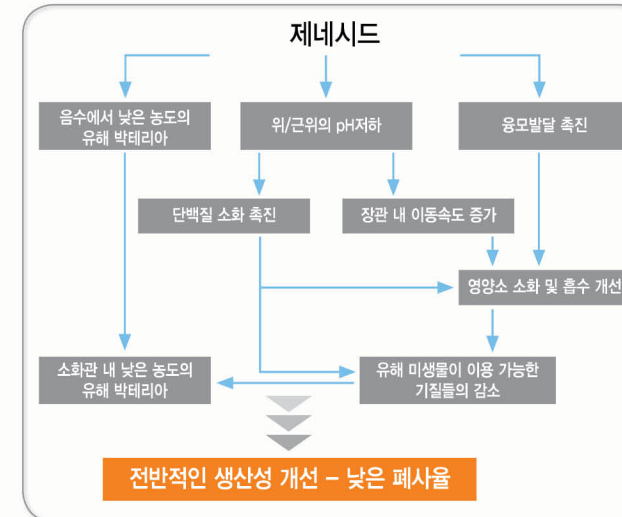 제네시드
음수에서 낮은 농도의
유해 박테리아
위/근위의 pH저하
융모발달 촉진
단백질 소화 촉진
장관 내 이동속도 증가
영양소 소화 및 흡수 개선
소화관 내 낮은 농도의
유해 박테리아
유해 미생물이 이용 가능한
기질들의 감소
전반적인 생산성 개선 – 낮은 폐사율